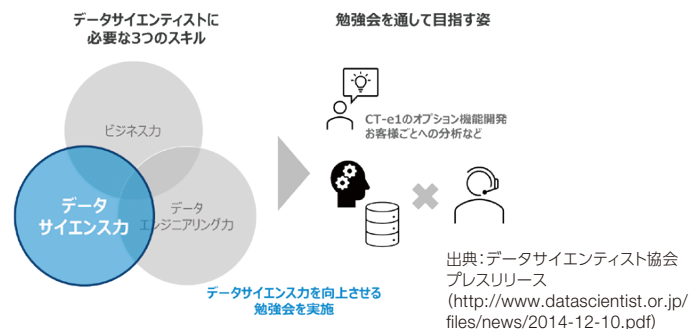 データサイエンティストに
必要な3つのスキル
ビジネス力
データ
サイエンス力
データ
エンジニアリング力
データサイエンス力を向上させる
勉強会を実施
勉強会を通して目指す姿
CT-e1のオプション機能開発
お客様ごとへの分析など
出典：データサイエンティスト協会
プレスリリース
（http://www.datascientist.or.jp/
files/news/2014-12-10.pdf）